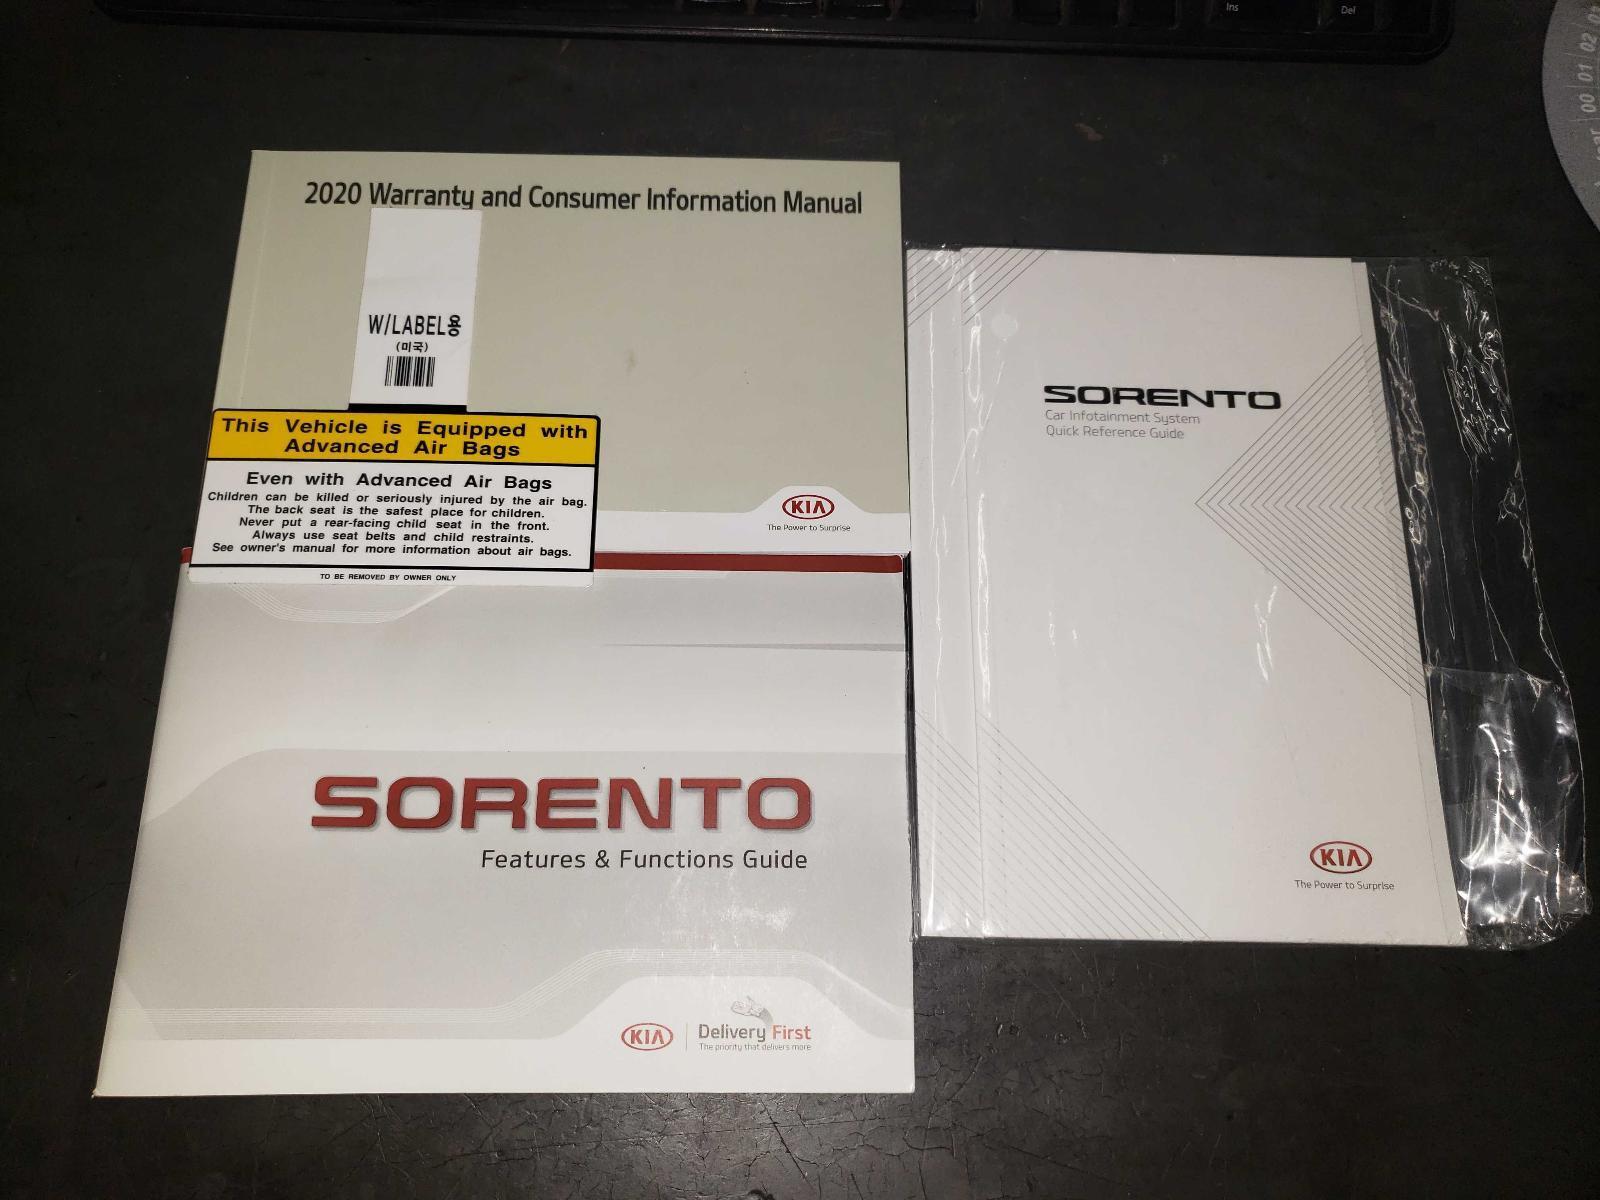 Ins
Del
00 01 02
2020 Warranty and Consumer Information Manual
W/LABEL용
(미국)
This Vehicle is Equipped with
Advanced Air Bags
Even with Advanced Air Bags
Children can be killed or seriously injured by the air bag.
The back seat is the safest place for children.
Never put a rear-facing child seat in the front.
Always use seat belts and child restraints.
See owner's manual for more information about air bags.
TO BE REMOVED BY OWNER ONLY
KIA
The Power to Surprise
SORENTO
Features & Functions Guide
KIA
Delivery First
The priority that delivers more
SORENTO
Car Infotainment System
Quick Reference Guide
KIA
The Power to Surprise